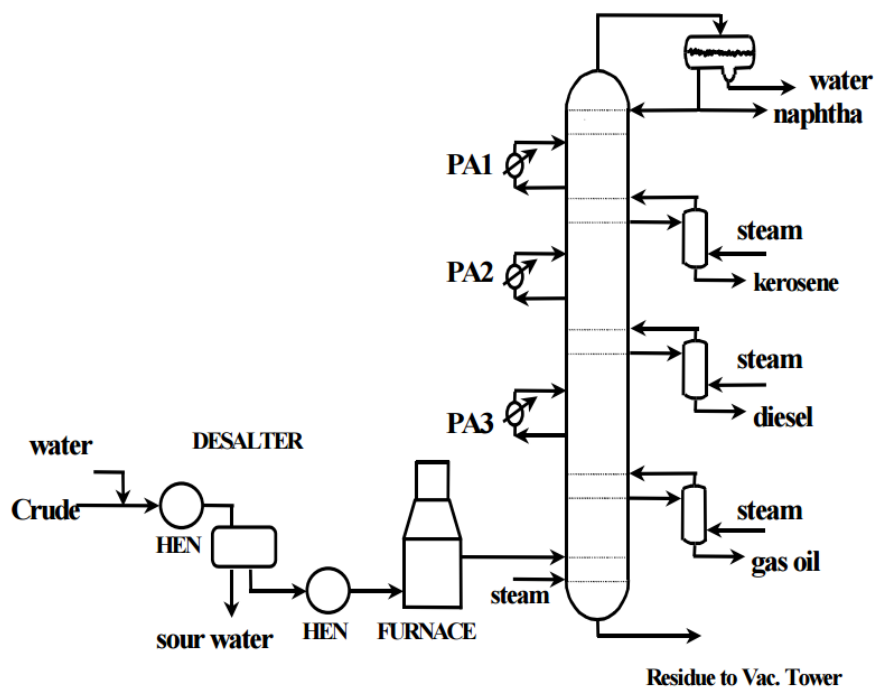 water
naphtha
PA1
steam
kerosene
PA2
steam
diesel
PA3
DESALTER
water
Crude
HEN
steam
gas oil
steam
sour water
HEN
FURNACE
Residue to Vac. Tower